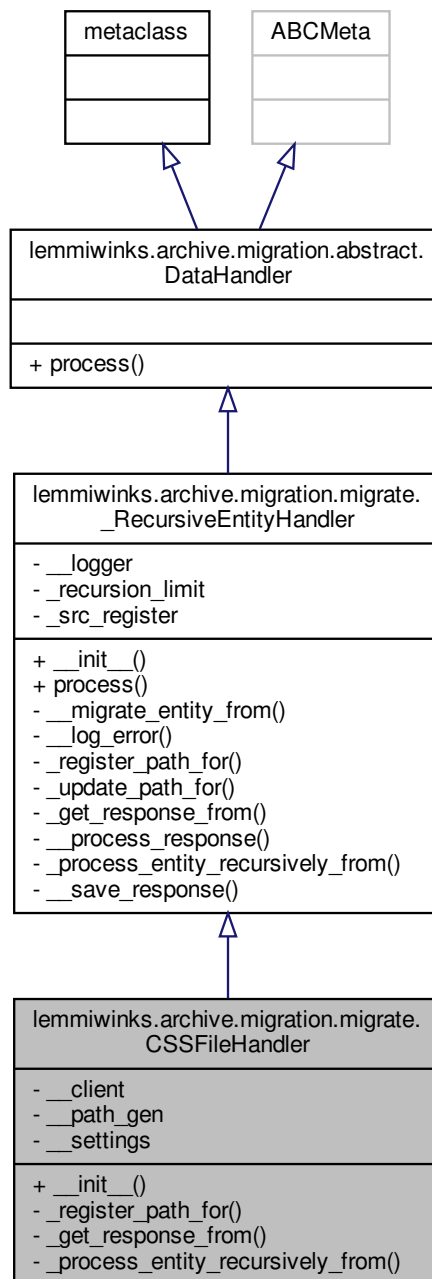 metaclass
ABCMeta
lemmiwinks.archive.migration.abstract.
DataHandler
+ process()
lemmiwinks.archive.migration.migrate.
_RecursiveEntityHandler
- __logger
- _recursion_limit
- _src_register
+ __init__()
+ process()
- __migrate_entity_from()
- __log_error()
- _register_path_for()
- _update_path_for()
- _get_response_from()
- __process_response()
- _process_entity_recursively_from()
- __save_response()
lemmiwinks.archive.migration.migrate.
CSSFileHandler
- __client
- __path_gen
- __settings
+ __init__()
- _register_path_for()
- _get_response_from()
- _process_entity_recursively_from()